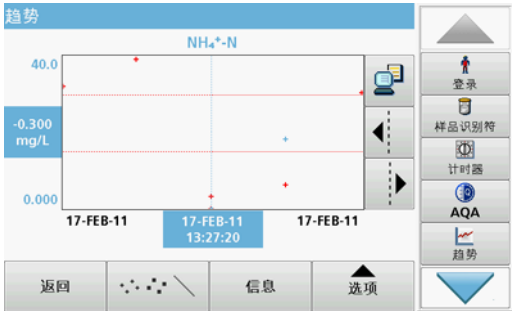 趋势
NH₄⁺-N
40.0
-0.300
mg/L
0.000
17-FEB-11
17-FEB-11
13:27:20
17-FEB-11
返回
信息
选项
登录
样品识别符
计时器
AQA
趋势